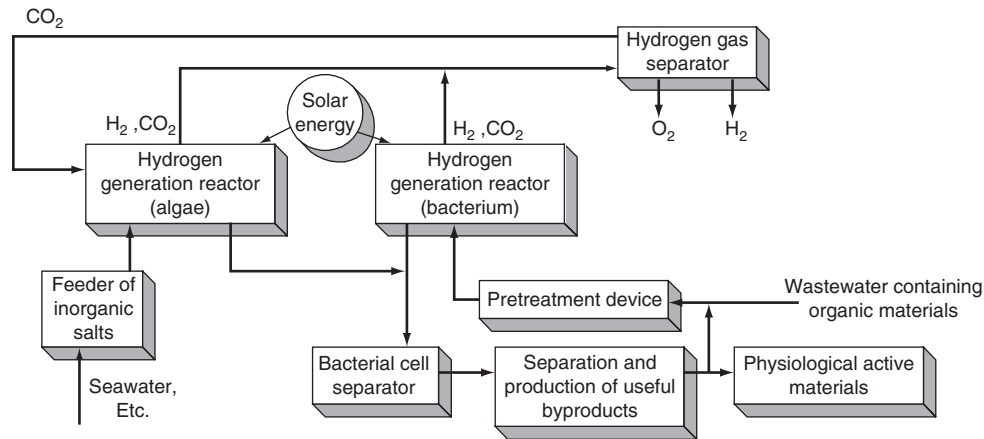 CO2
Hydrogen gas
separator
Solar
energy
H2 ,CO2
H2 ,CO2
O2
H2
Hydrogen
generation reactor
(algae)
Hydrogen
generation reactor
(bacterium)
Feeder of
inorganic
salts
Pretreatment device
Wastewater containing
organic materials
Seawater,
Etc.
Bacterial cell
separator
Separation and
production of useful
byproducts
Physiological active
materials